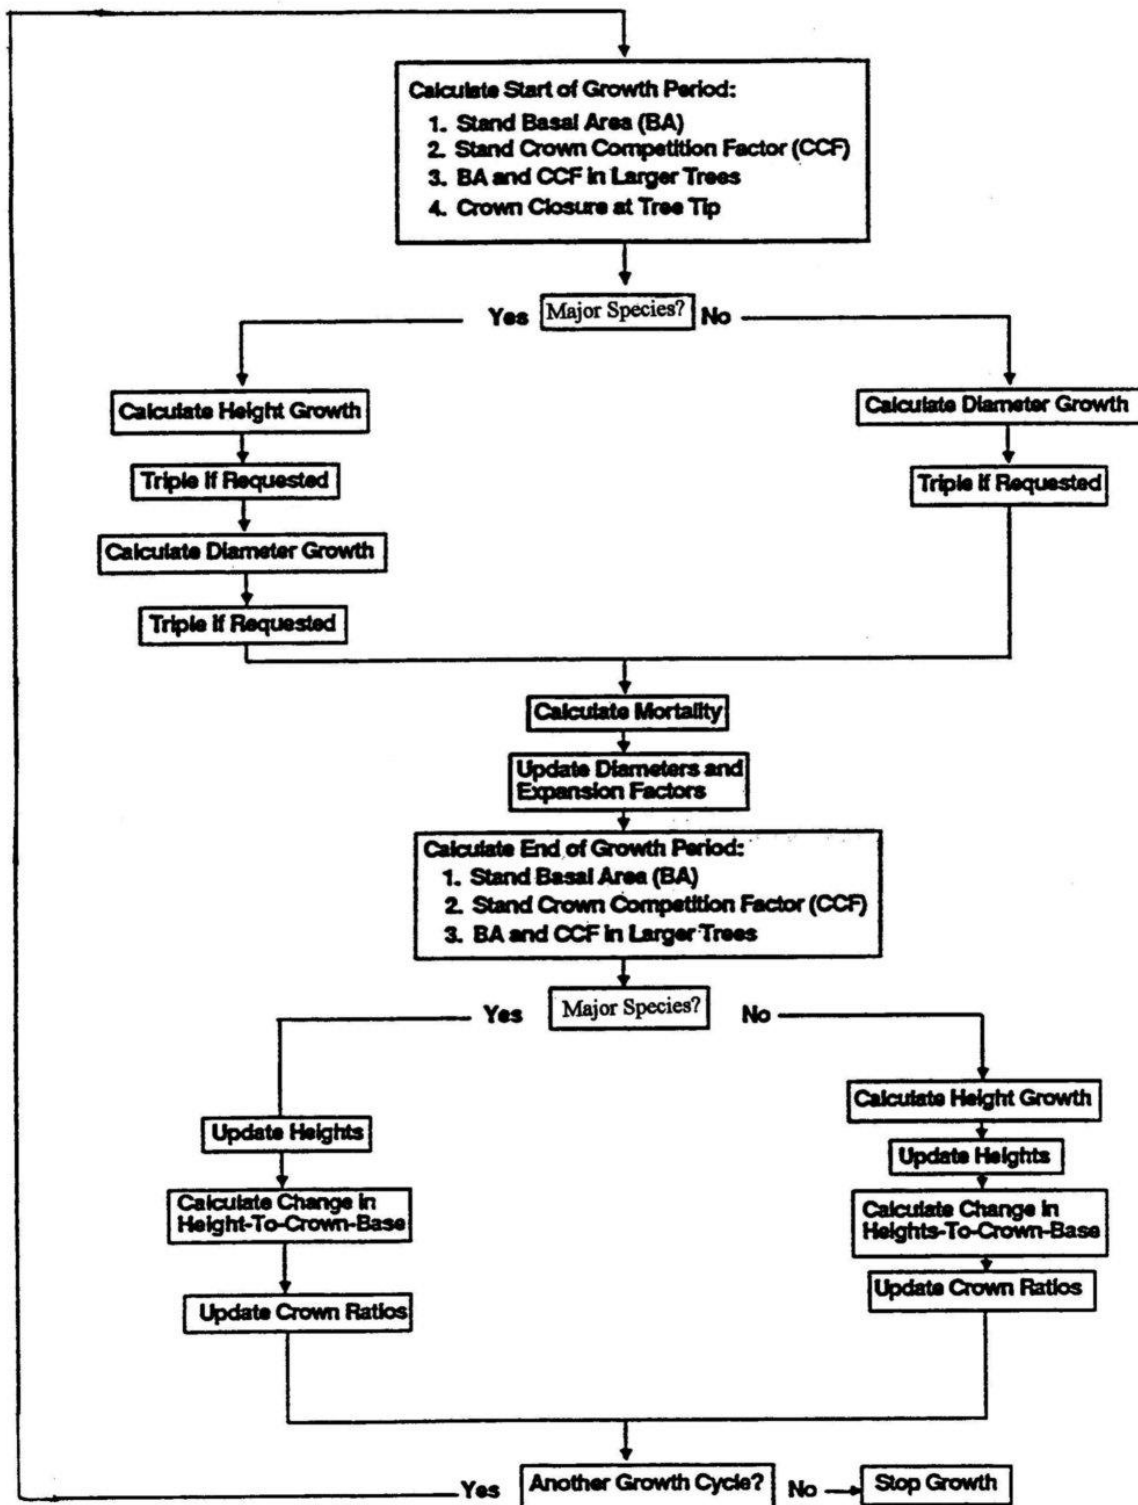 Calculate Start of Growth Period:
1. Stand Basal Area (BA)
2. Stand Crown Competition Factor (CCF)
3. BA and CCF in Larger Trees
4. Crown Closure at Tree Tip
Yes
Major Species?
No
Calculate Height Growth
Triple If Requested
Calculate Diameter Growth
Triple If Requested
Calculate Diameter Growth
Triple If Requested
Calculate Mortality
Update Diameters and
Expansion Factors
Calculate End of Growth Period:
1. Stand Basal Area (BA)
2. Stand Crown Competition Factor (CCF)
3. BA and CCF in Larger Trees
Yes
Major Species?
No
Update Heights
Calculate Change in
Height-To-Crown-Base
Update Crown Ratios
Calculate Height Growth
Update Heights
Calculate Change in
Heights-To-Crown-Base
Update Crown Ratios
Yes
Another Growth Cycle?
No
Stop Growth